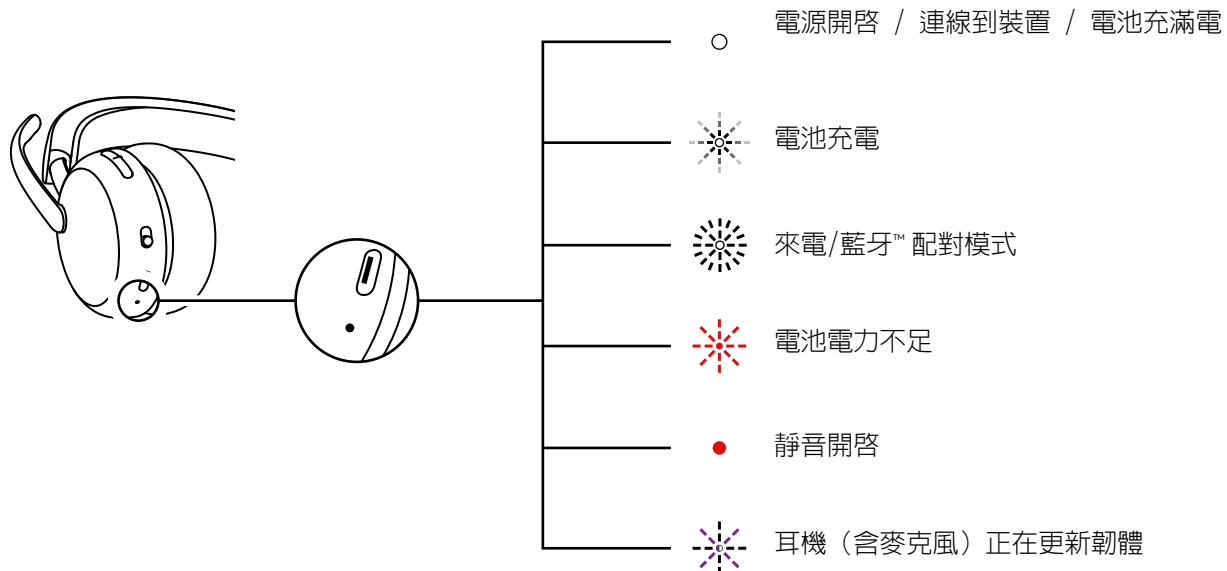 電源開啓 / 連線到裝置 / 電池充滿電
電池充電
來電/藍牙™ 配對模式
電池電力不足
靜音開啓
耳機（含麥克風）正在更新韌體